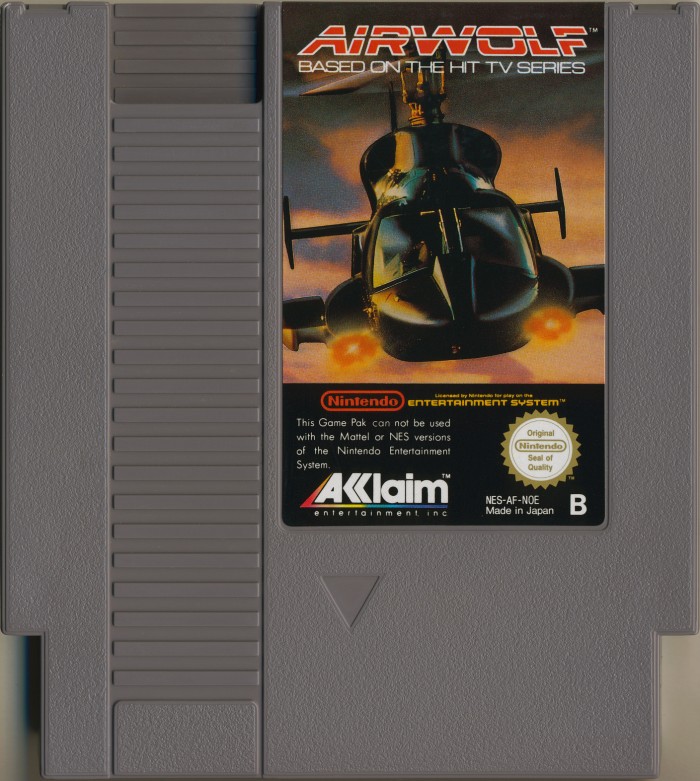 AIRWOLF™
BASED ON THE HIT TV SERIES
Nintendo
Licensed by Nintendo for play on the
ENTERTAINMENT SYSTEM™
This Game Pak can not be used
with the Mattel or NES versions
of the Nintendo Entertainment
System.
Original
Nintendo
Seal of
Quality
TM
AKKlaim™
entertainment, inc
NES-AF-NOE
Made in Japan
B